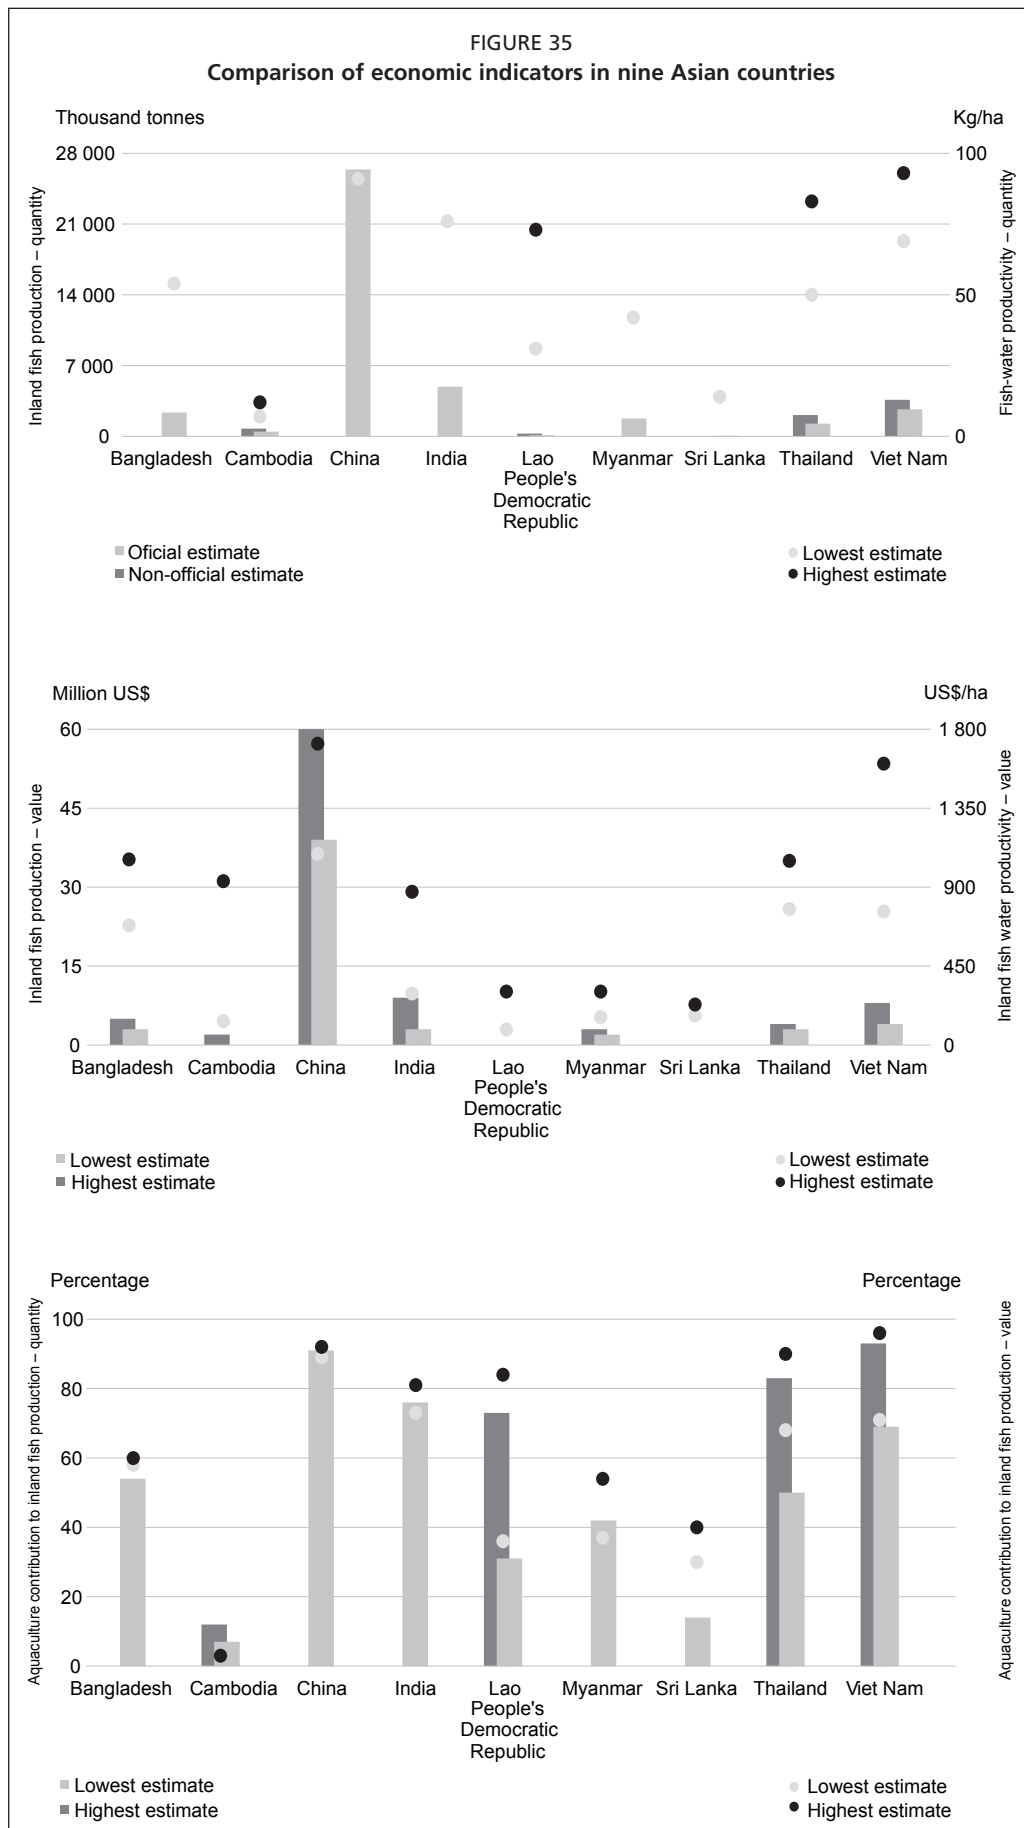 FIGURE 35
Comparison of economic indicators in nine Asian countries
Thousand tonnes
Kg/ha
Inland fish production – quantity
28 000
21 000
14 000
7 000
0
100
50
0
Fish-water productivity – quantity
Bangladesh Cambodia China India Lao People's Democratic Republic Myanmar Sri Lanka Thailand Viet Nam
Oficial estimate
Non-official estimate
Lowest estimate
Highest estimate
Million US$
US$/ha
Inland fish production – value
60
45
30
15
0
1 800
1 350
900
450
0
Inland fish water productivity – value
Bangladesh Cambodia China India Lao People's Democratic Republic Myanmar Sri Lanka Thailand Viet Nam
Lowest estimate
Highest estimate
Lowest estimate
Highest estimate
Percentage
Percentage
Aquaculture contribution to inland fish production – quantity
100
80
60
40
20
0
Aquaculture contribution to inland fish production – value
Bangladesh Cambodia China India Lao People's Democratic Republic Myanmar Sri Lanka Thailand Viet Nam
Lowest estimate
Highest estimate
Lowest estimate
Highest estimate